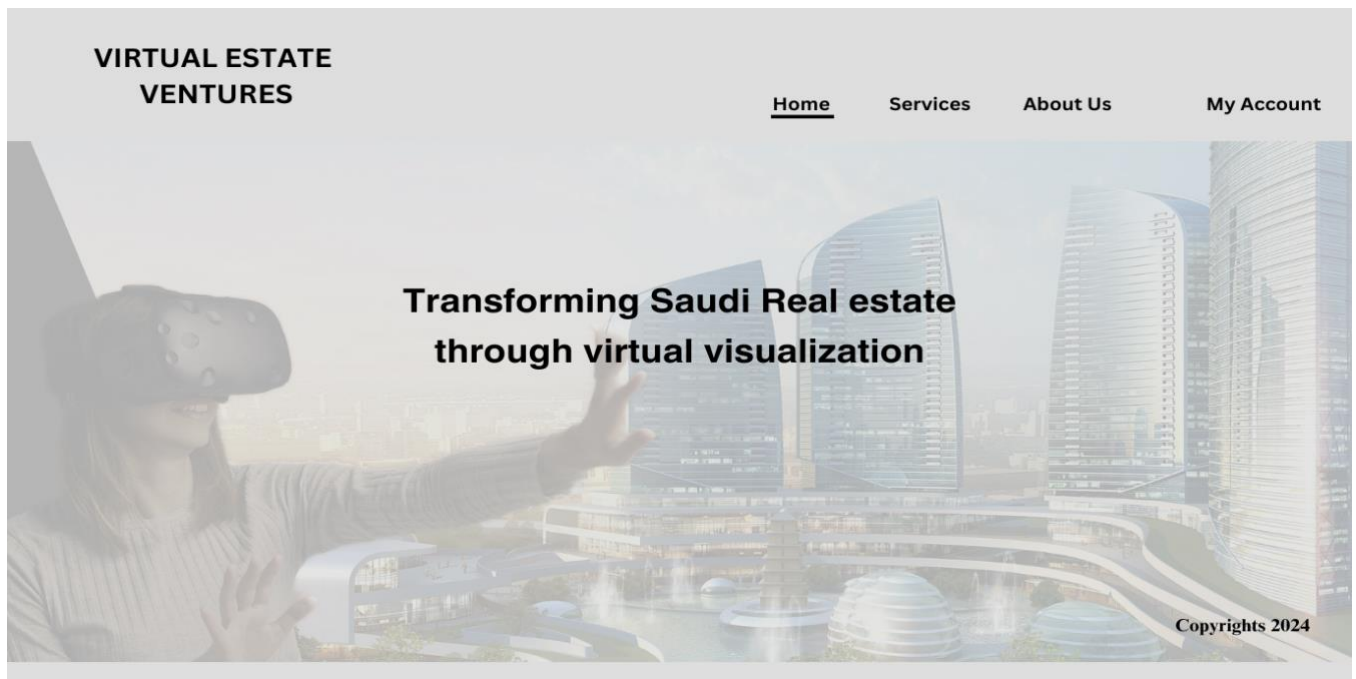 VIRTUAL ESTATE
VENTURES
Home Services About Us My Account
Transforming Saudi Real estate
through virtual visualization
Copyrights 2024